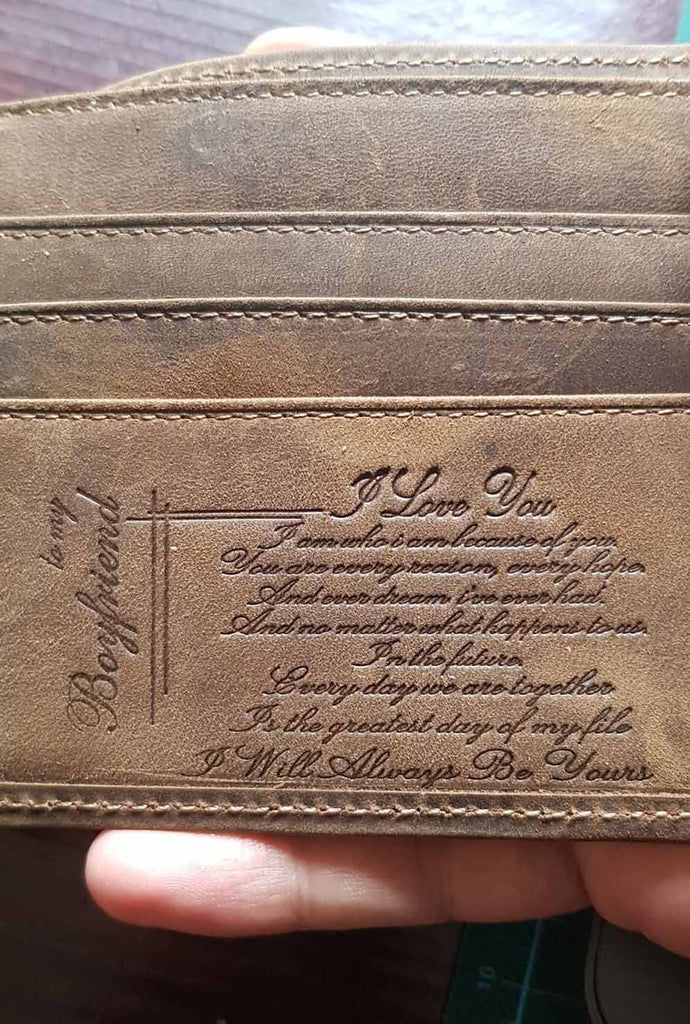 to my
Boyfriend
I Love You
I am who i am because of you.
You are every reason, every hope.
And ever dream i've ever had.
And no matter what happens to us.
In the future.
Every day we are together
Is the greatest day of my file
I Will Always Be Yours
10